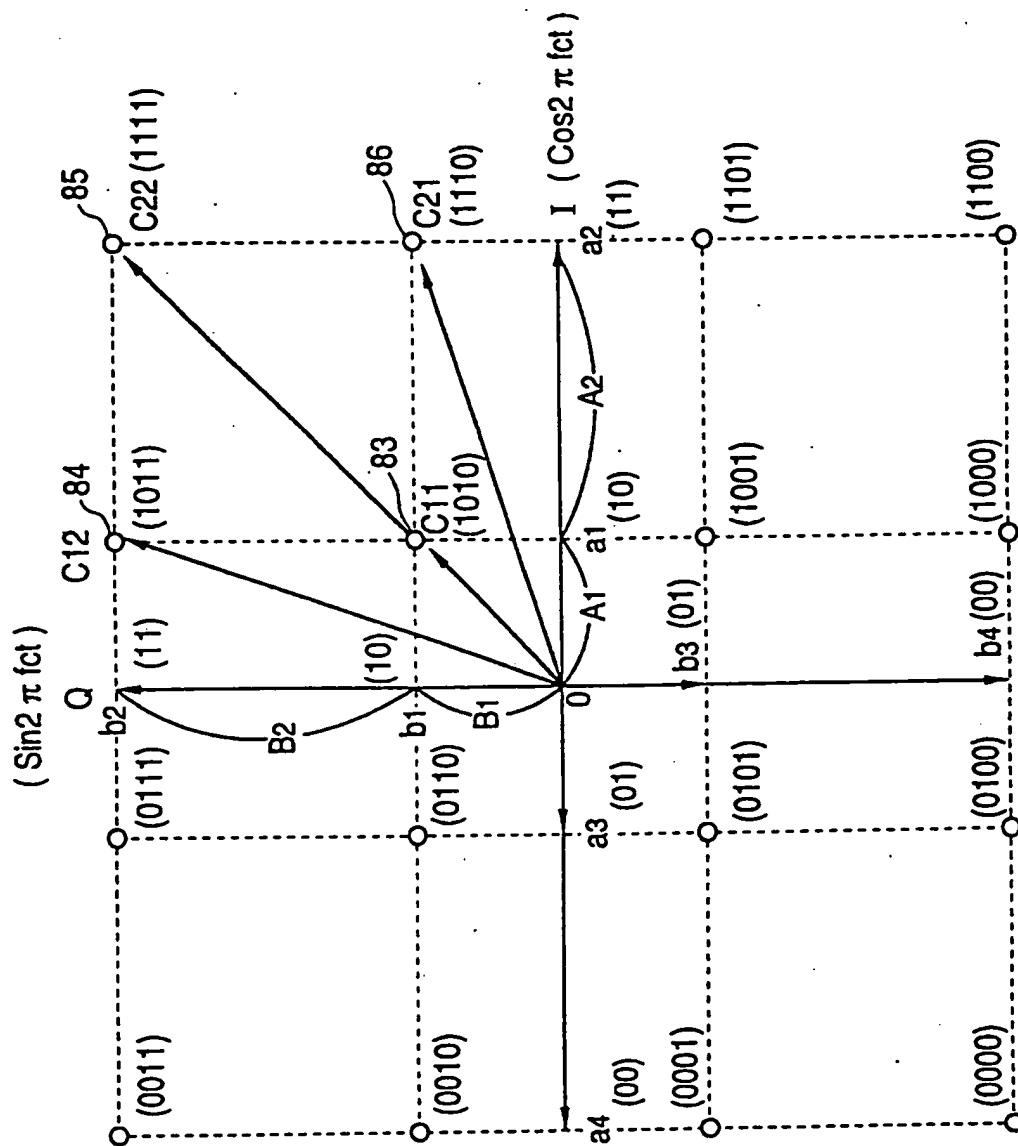 ( Sin2 π fct )
Q
C12
84
85
b2
(0011)
(0111)
(11)
(1011)
C22 (1111)
B2
83
86
(0010)
(0110)
b1
(10)
C11
(1010)
C21
(1110)
B1
A1
A2
I ( Cos2 π fct )
0
a4
(00)
a3
(01)
a1
(10)
a2
(11)
(0001)
(0101)
b3 (01)
(1001)
(1101)
(0000)
(0100)
b4 (00)
(1000)
(1100)